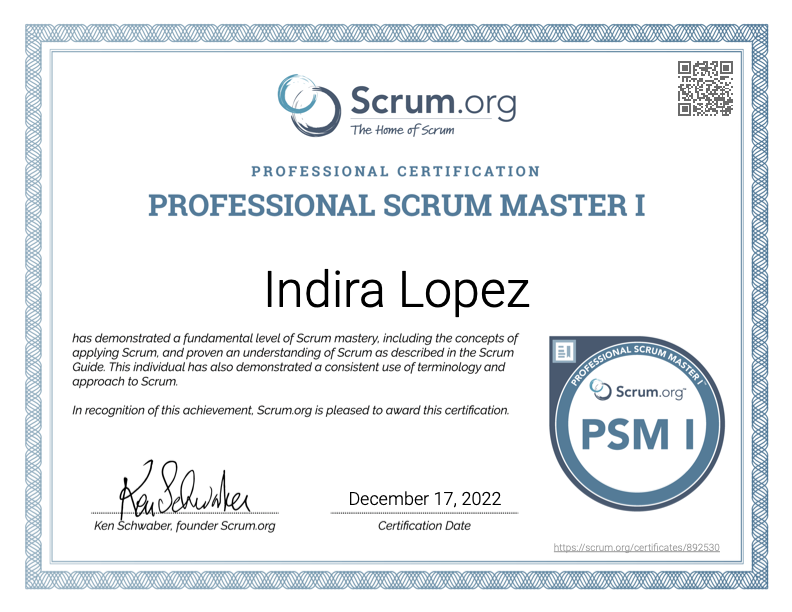 Scrum.org
The Home of Scrum
PROFESSIONAL CERTIFICATION
PROFESSIONAL SCRUM MASTER I
Indira Lopez
has demonstrated a fundamental level of Scrum mastery, including the concepts of
applying Scrum, and proven an understanding of Scrum as described in the Scrum
Guide. This individual has also demonstrated a consistent use of terminology and
approach to Scrum.
In recognition of this achievement, Scrum.org is pleased to award this certification.
PROFESSIONAL SCRUM MASTER I™
Scrum.org™
PSM I
Ken Schwaber
December 17, 2022
Ken Schwaber, founder Scrum.org
Certification Date
https://scrum.org/certificates/892530